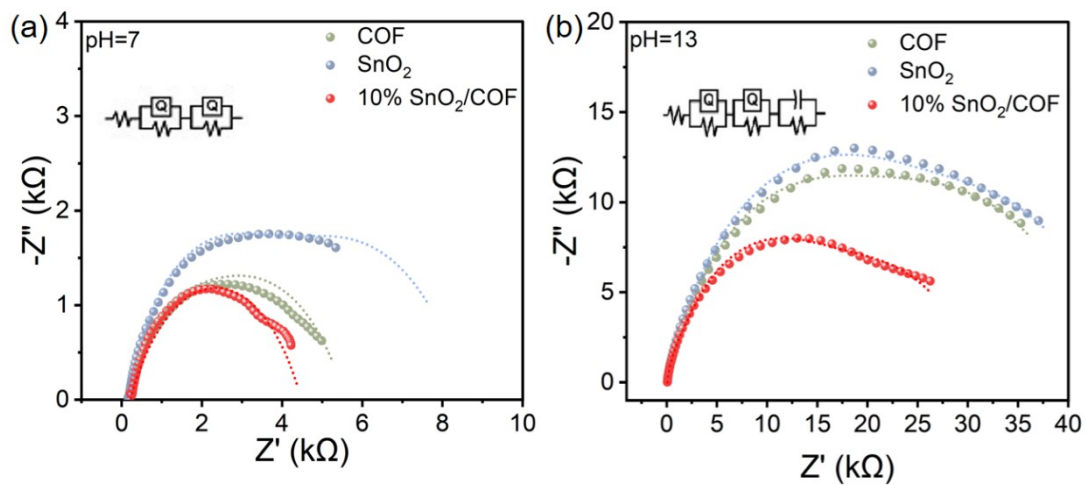 (a)
pH=7
COF
SnO₂
10% SnO₂/COF
Q
Q
4
3
2
1
0
-Z" (kΩ)
0
2
4
6
8
10
Z' (kΩ)
(b)
pH=13
COF
SnO₂
10% SnO₂/COF
Q
Q
20
15
10
5
0
-Z" (kΩ)
0
5
10
15
20
25
30
35
40
Z' (kΩ)